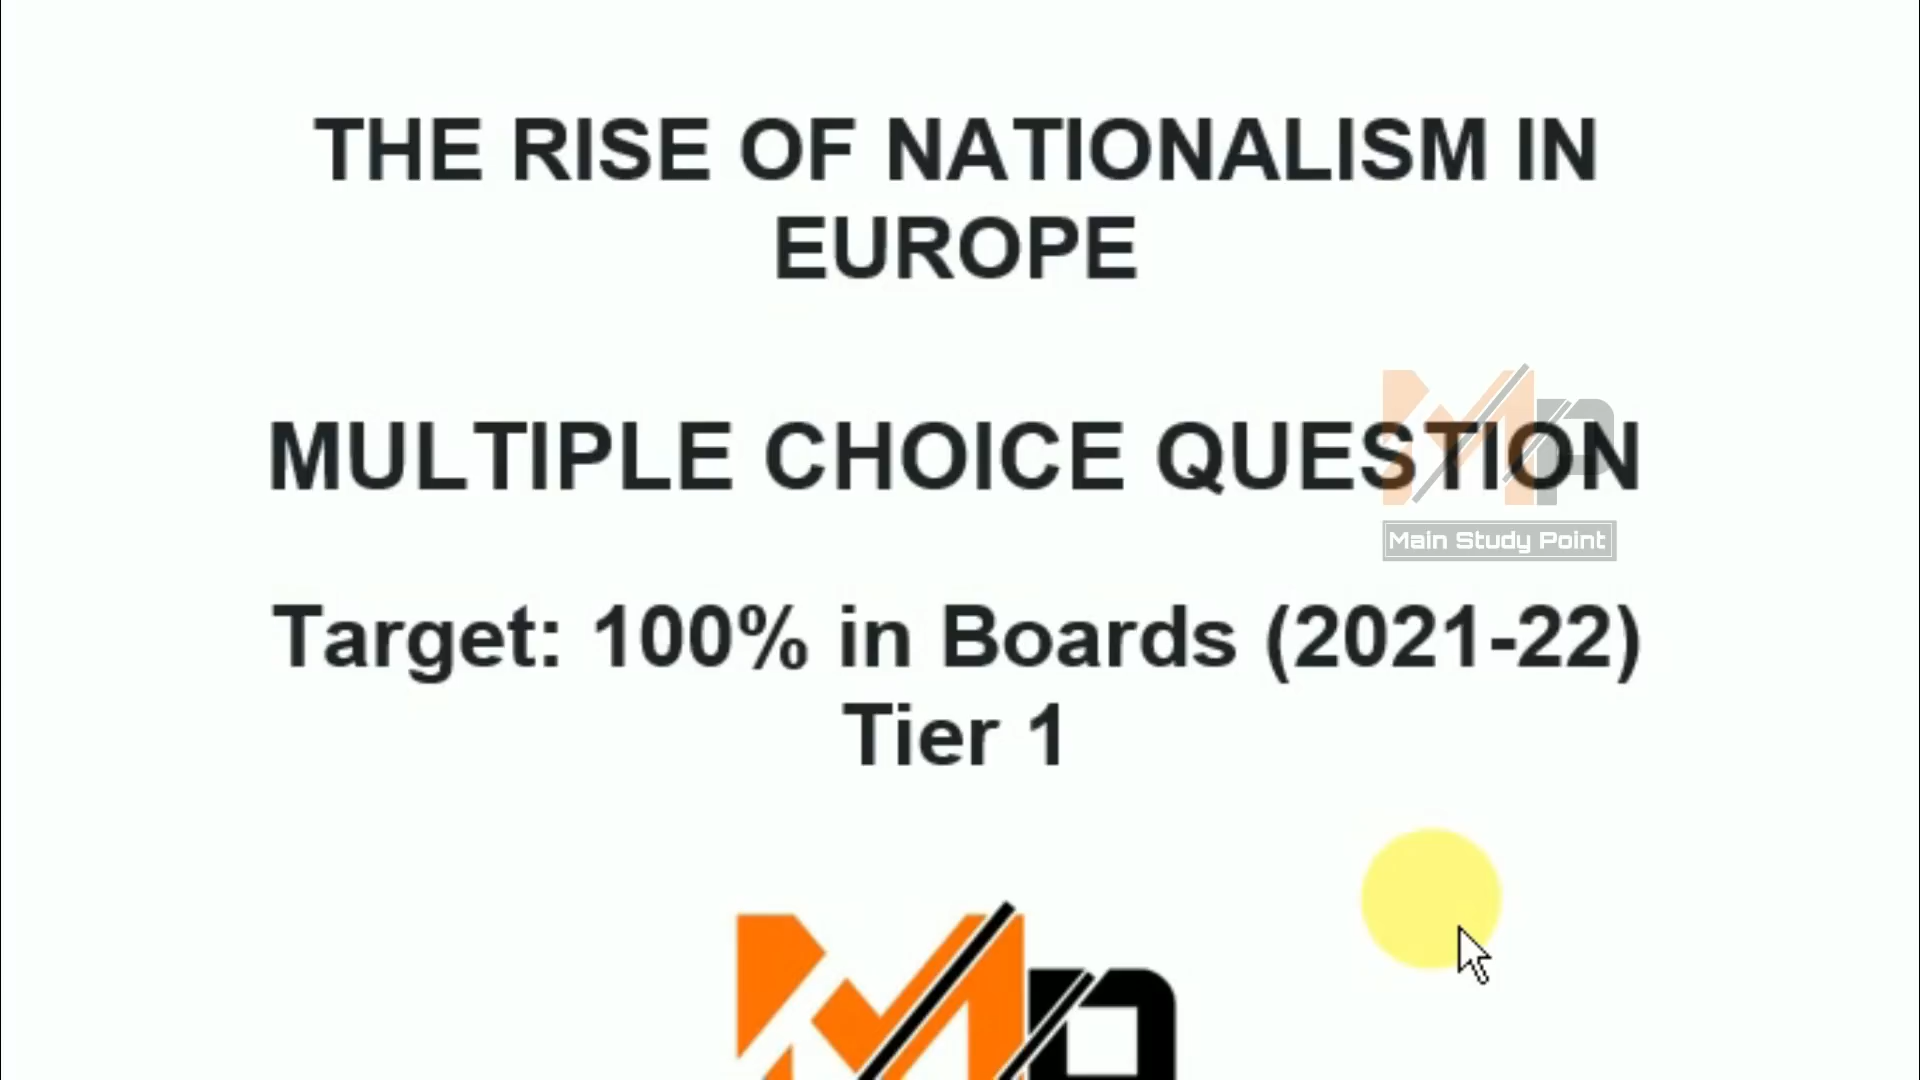 THE RISE OF NATIONALISM IN
EUROPE
MULTIPLE CHOICE QUESTION
Main Study Point
Target: 100% in Boards (2021-22)
Tier 1